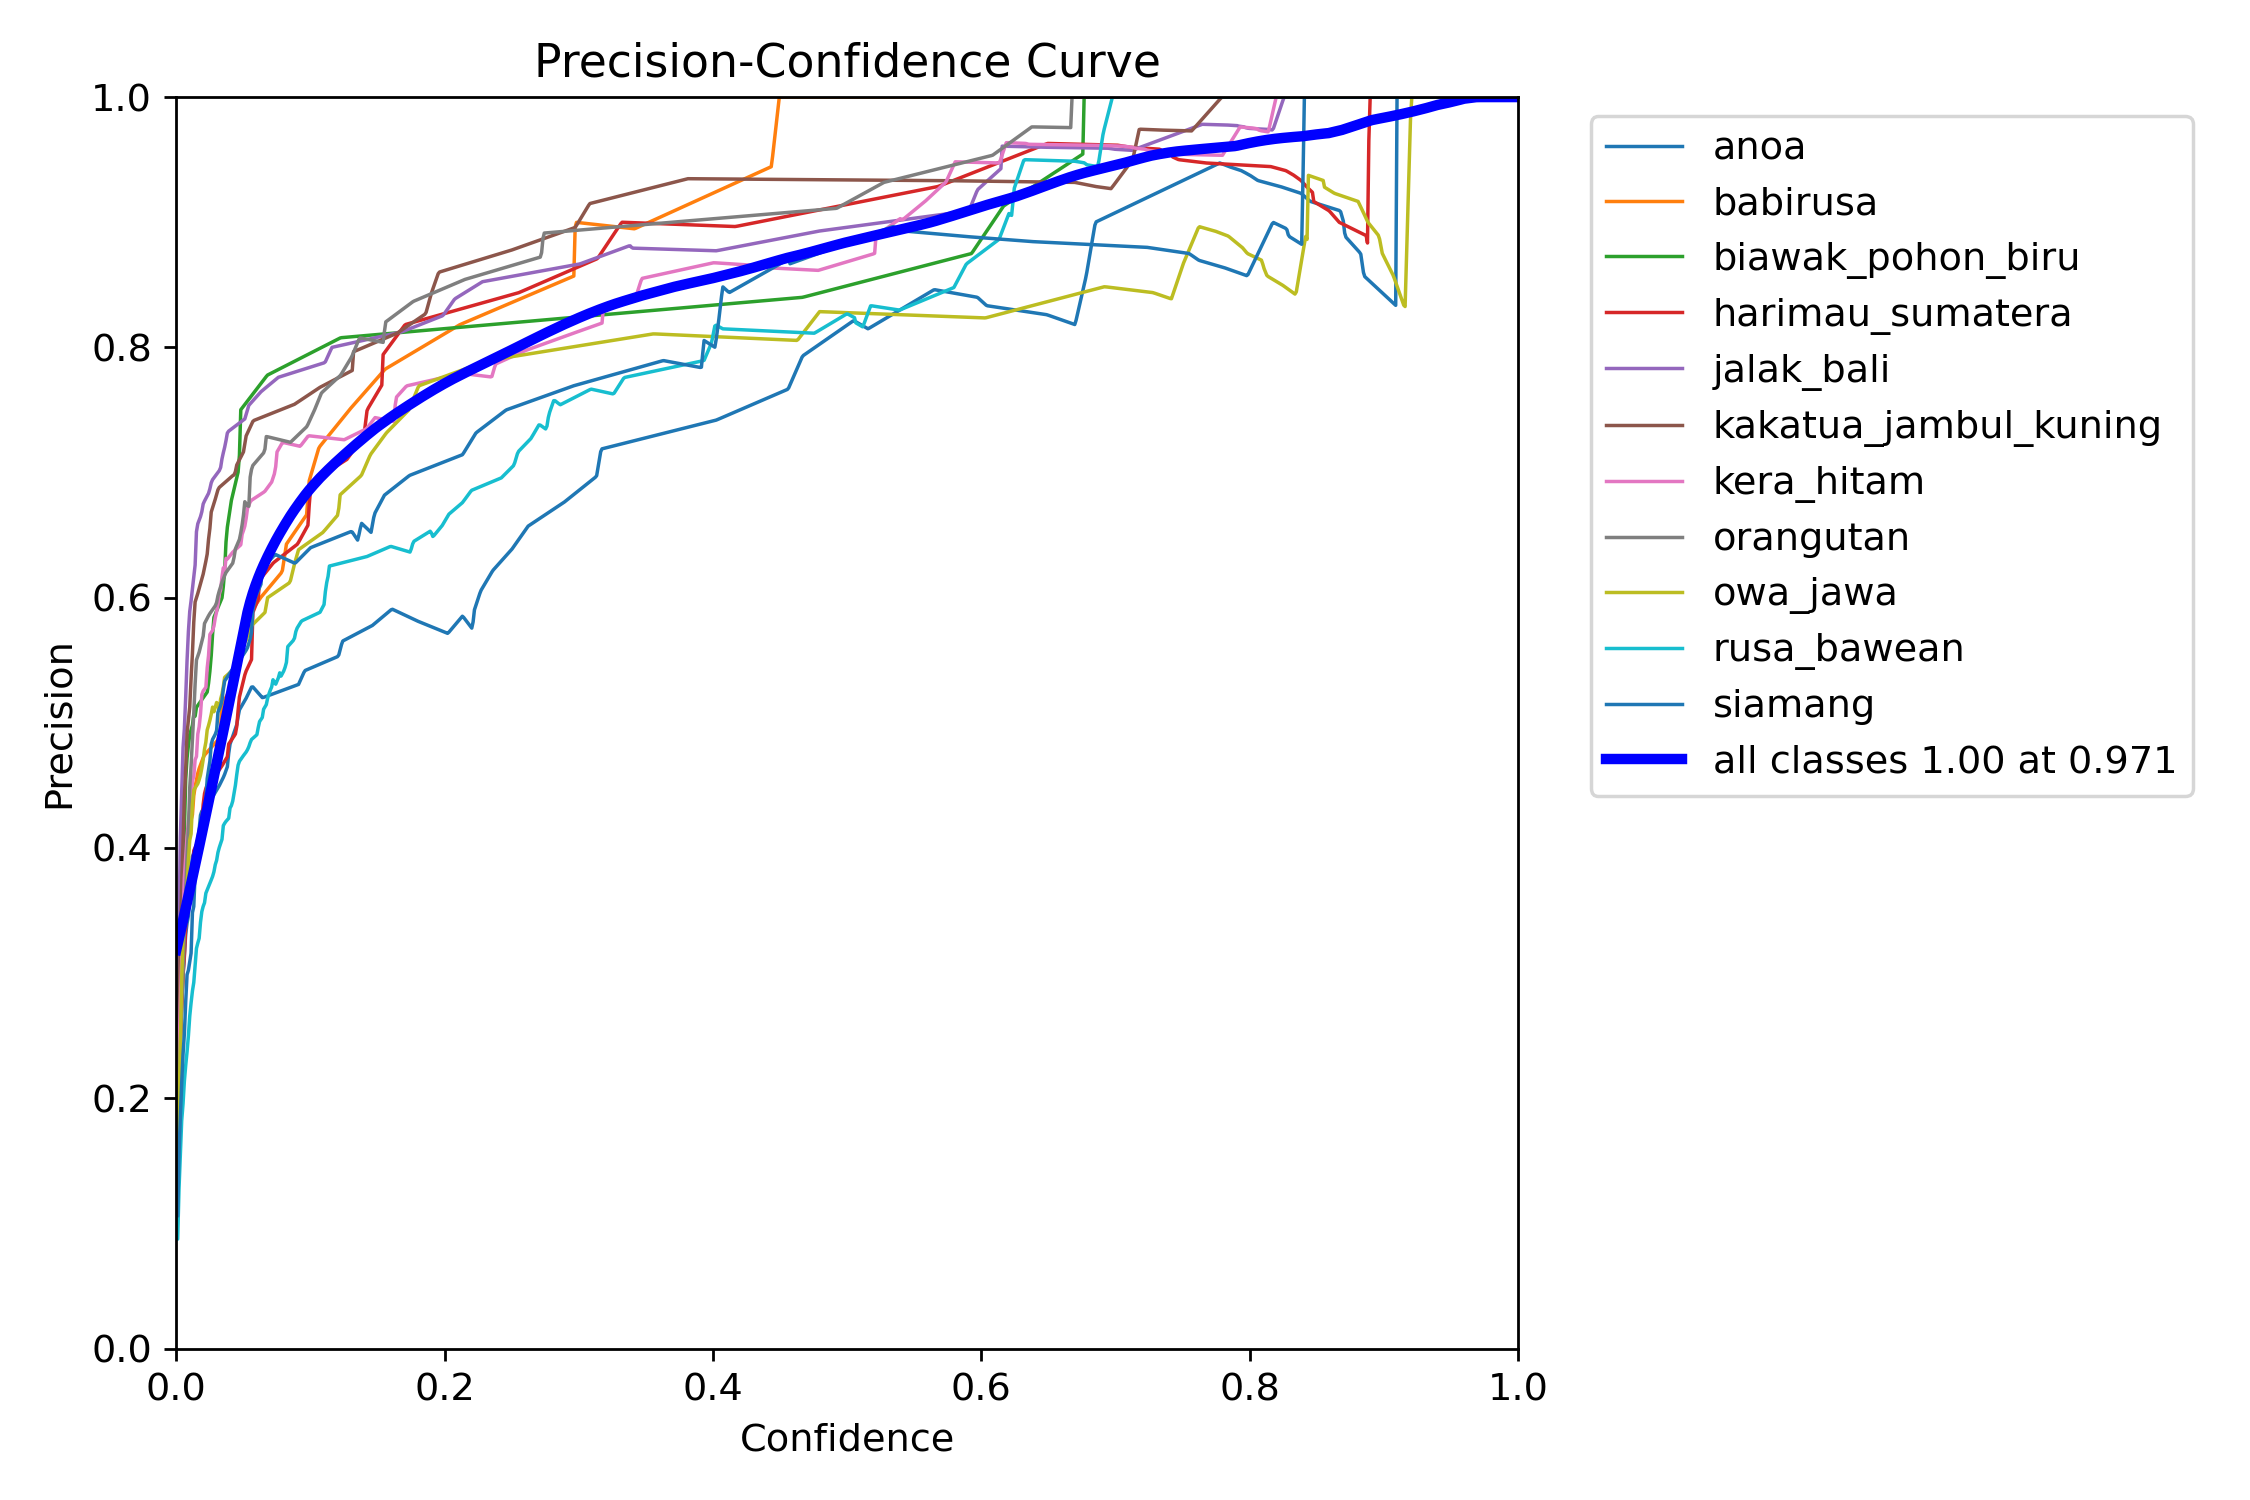 Precision-Confidence Curve
1.0
0.8
0.6
0.4
0.2
0.0
Precision
0.0 0.2 0.4 0.6 0.8 1.0
Confidence
anoa
babirusa
biawak_pohon_biru
harimau_sumatera
jalak_bali
kakatua_jambul_kuning
kera_hitam
orangutan
owa_jawa
rusa_bawean
siamang
all classes 1.00 at 0.971